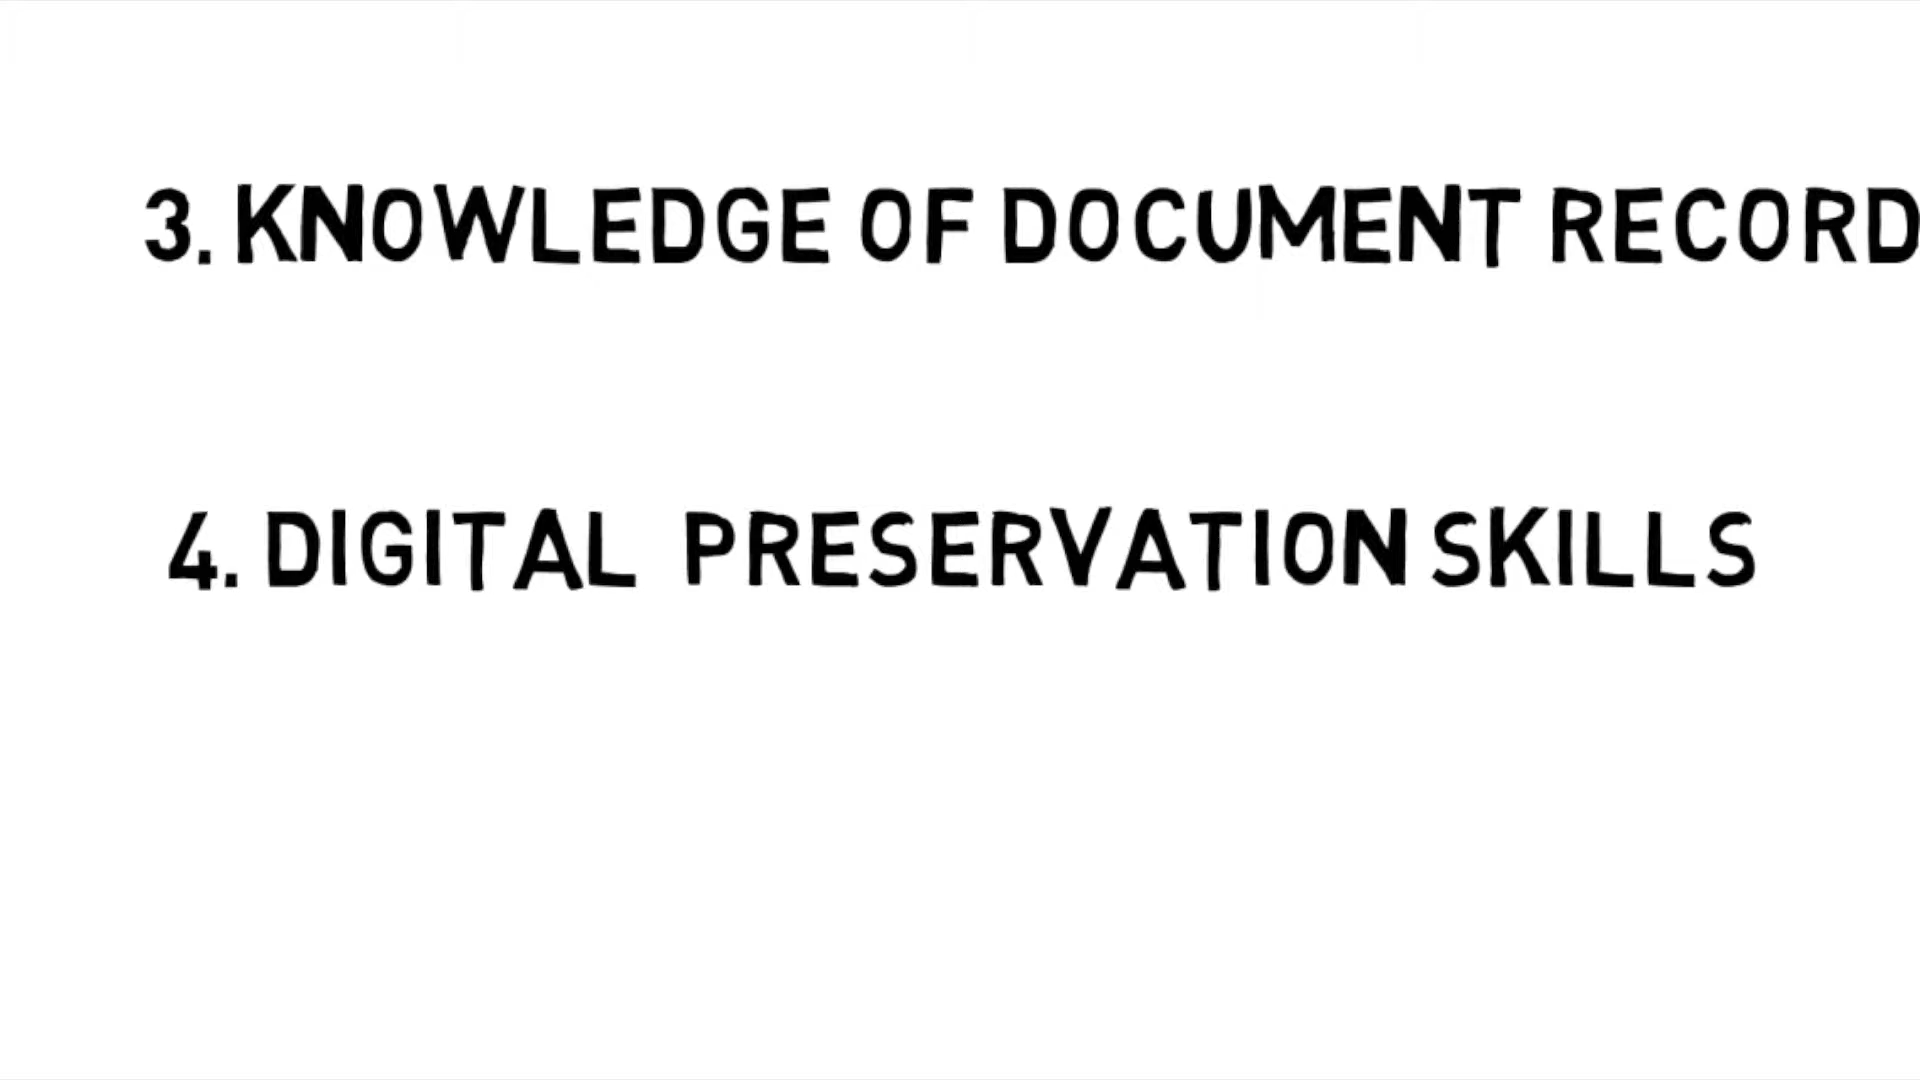 3. KNOWLEDGE OF DOCUMENT RECORD
4. DIGITAL PRESERVATION SKILLS